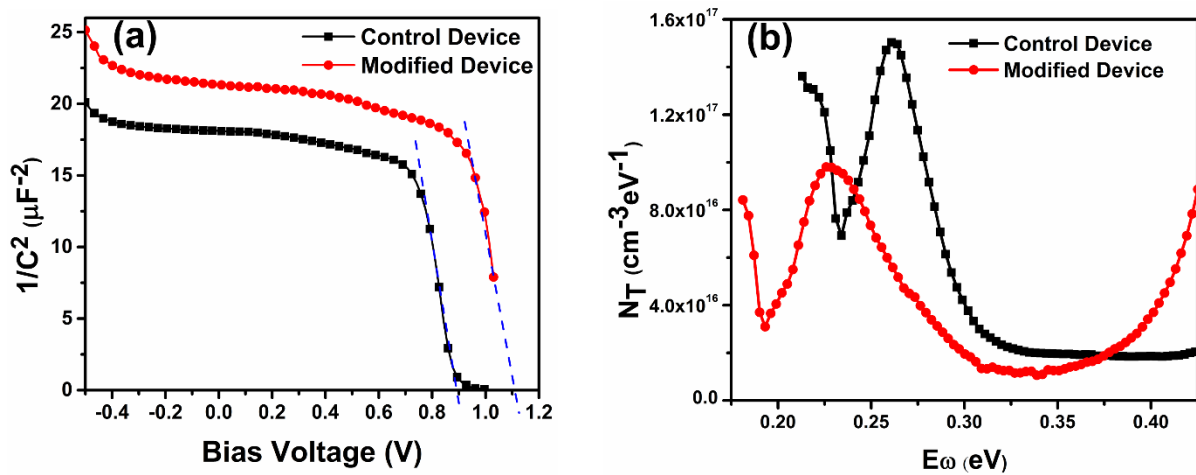 (a)
Control Device
Modified Device
25
20
15
10
5
0
1/C² (μF⁻²)
-0.4
-0.2
0.0
0.2
0.4
0.6
0.8
1.0
1.2
Bias Voltage (V)
(b)
Control Device
Modified Device
1.6x10¹⁷
1.2x10¹⁷
8.0x10¹⁶
4.0x10¹⁶
0.0
N_T (cm⁻³eV⁻¹)
0.20
0.25
0.30
0.35
0.40
Eω (eV)